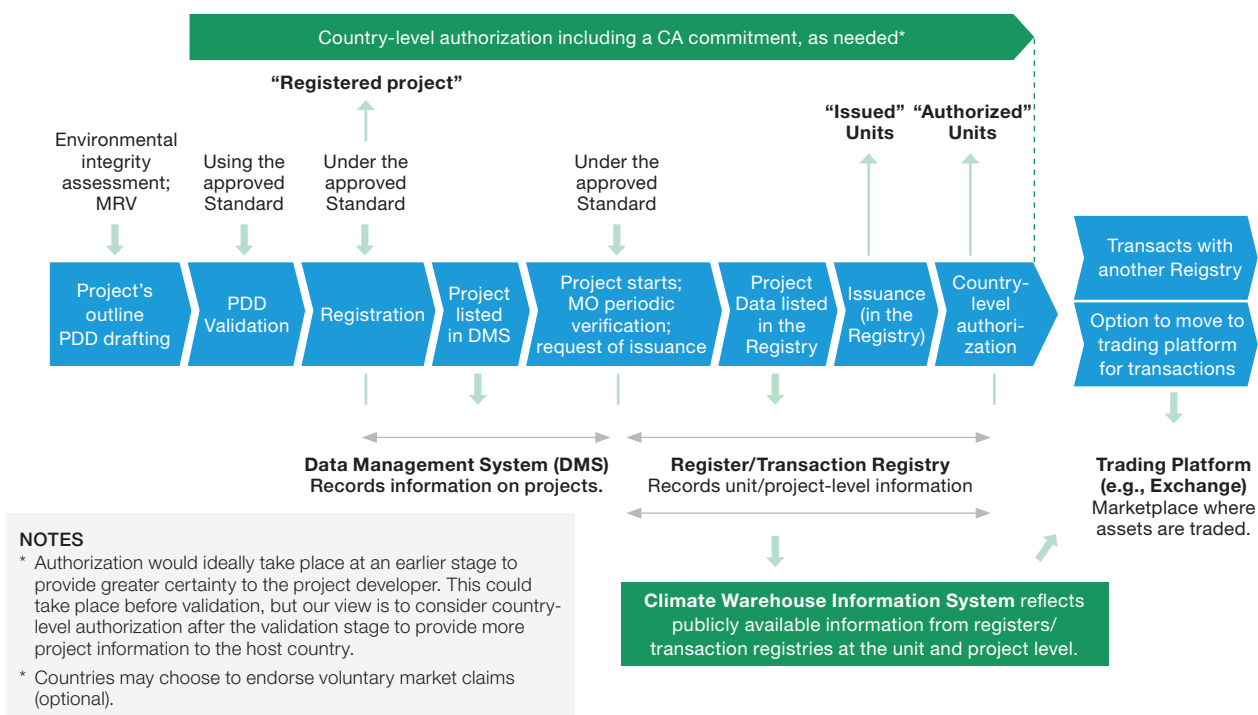 Country-level authorization including a CA commitment, as needed*
“Registered project”
“Issued”
Units
“Authorized”
Units
Environmental
integrity
assessment;
MRV
Using the
approved
Standard
Under the
approved
Standard
Under the
approved
Standard
Project’s
outline
PDD drafting
PDD
Validation
Registration
Project
listed
in DMS
Project starts;
MO periodic
verification;
request of issuance
Project
Data listed
in the
Registry
Issuance
(in the
Registry)
Country-
level
authori-
zation
Transacts with
another Reigstry
Option to move to
trading platform
for transactions
Data Management System (DMS)
Records information on projects.
Register/Transaction Registry
Records unit/project-level information
Trading Platform
(e.g., Exchange)
Marketplace where
assets are traded.
Climate Warehouse Information System reflects
publicly available information from registers/
transaction registries at the unit and project level.
NOTES
* Authorization would ideally take place at an earlier stage to
provide greater certainty to the project developer. This could
take place before validation, but our view is to consider country-
level authorization after the validation stage to provide more
project information to the host country.
* Countries may choose to endorse voluntary market claims
(optional).